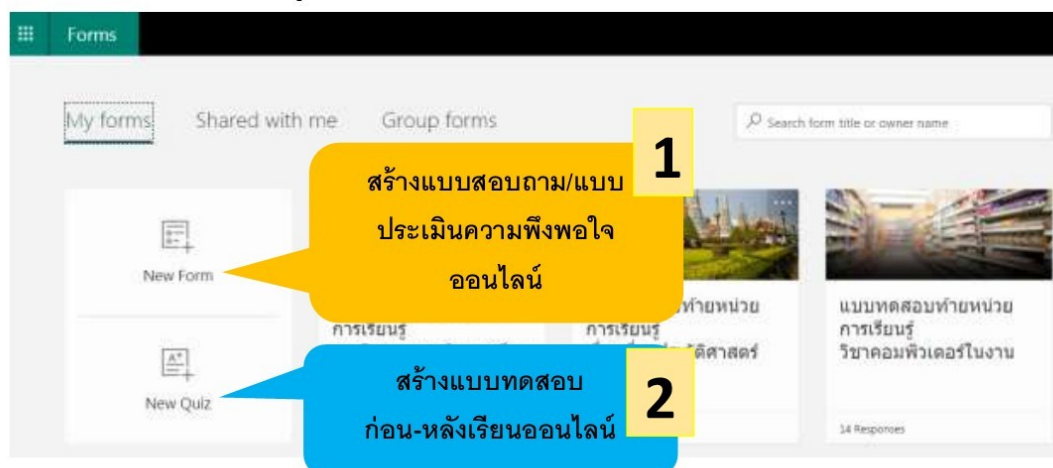 Forms
My forms
Shared with me
Group forms
Search form title or owner name
1
สร้างแบบสอบถาม/แบบ
ประเมินความพึงพอใจ
ออนไลน์
New Form
การเรียนรู้
ท้ายหน่วย
การเรียนรู้
แบบทดสอบท้ายหน่วย
การเรียนรู้
วิชาคอมพิวเตอร์ในงาน
14 Responses
New Quiz
สร้างแบบทดสอบ
ก่อน-หลังเรียนออนไลน์
2